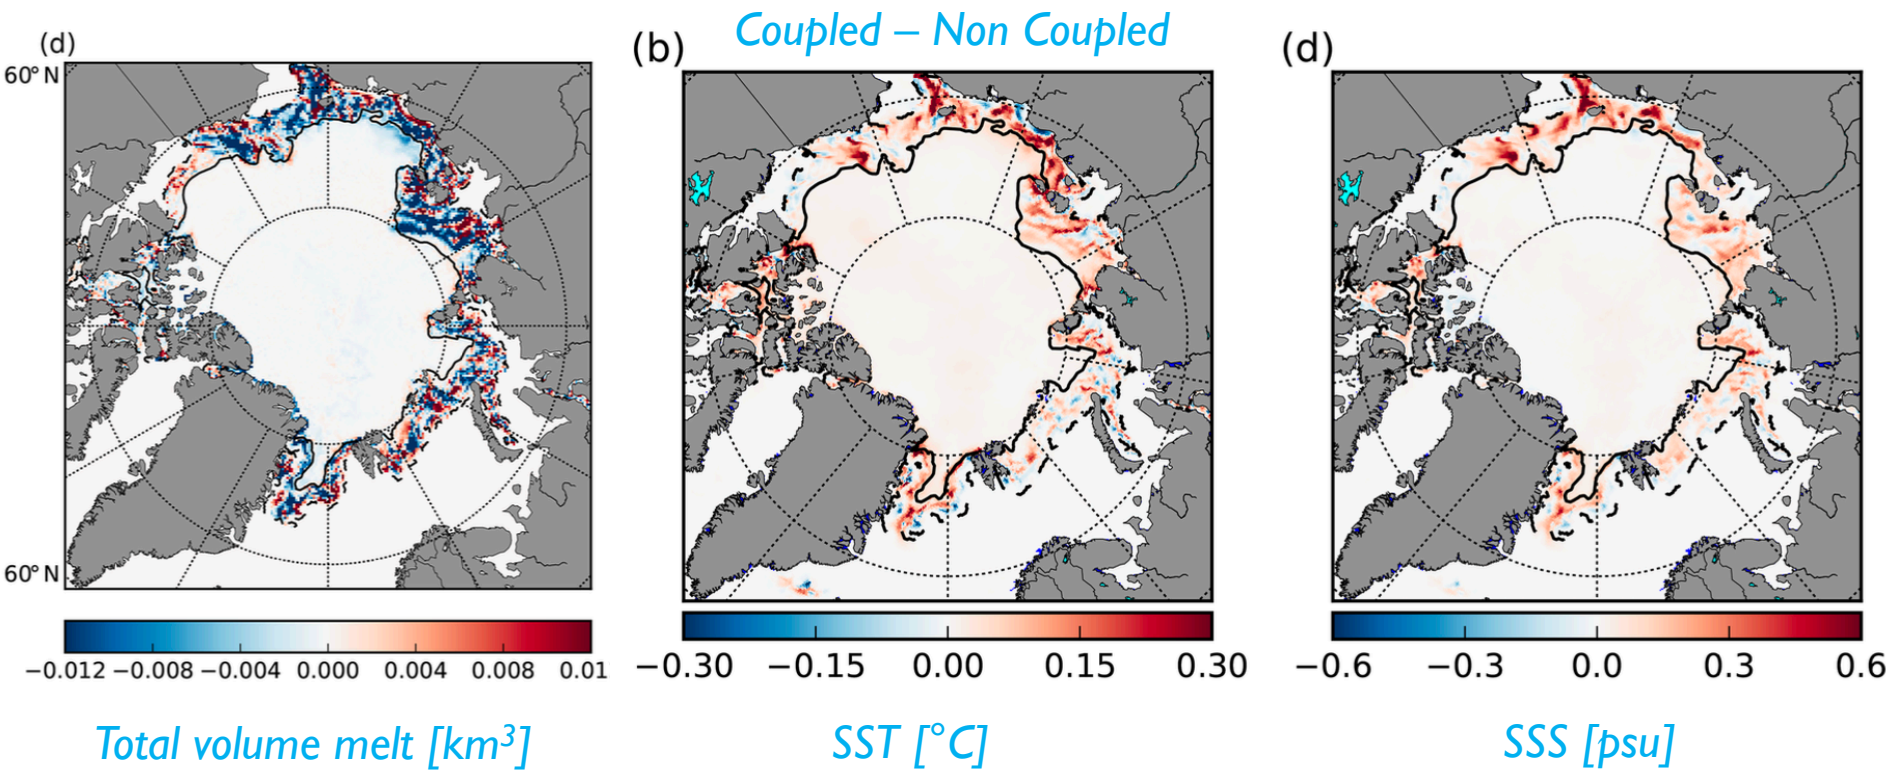 Coupled – Non Coupled
(d)
(b)
(d)
60° N
60° N
−0.012 −0.008 −0.004 0.000 0.004 0.008 0.01
−0.30 −0.15 0.00 0.15 0.30
−0.6 −0.3 0.0 0.3 0.6
Total volume melt [km³]
SST [°C]
SSS [psu]